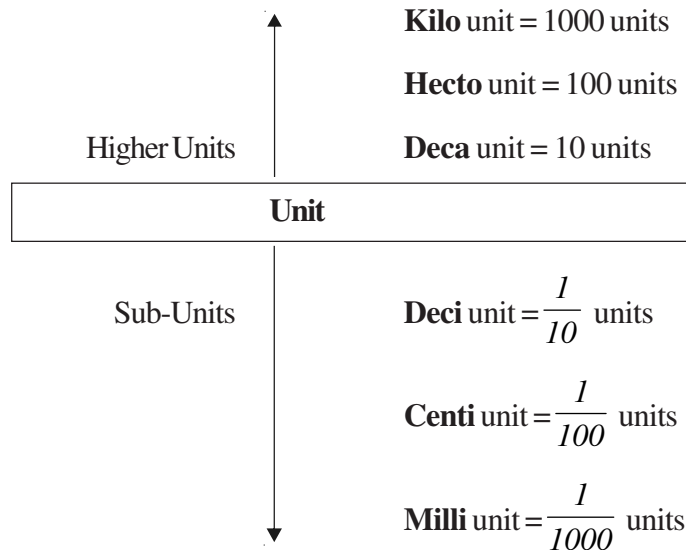 Kilo unit = 1000 units
Hecto unit = 100 units
Higher Units Deca unit = 10 units
Unit
Sub-Units Deci unit = 1/10 units
Centi unit = 1/100 units
Milli unit = 1/1000 units